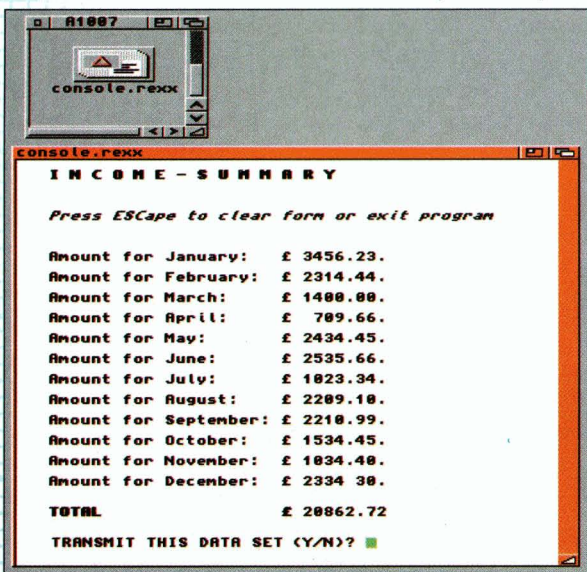 A1007
console.rexx
console.rexx
INCOME-SUMMARY
Press ESCape to clear form or exit program
Amount for January: £ 3456.23.
Amount for February: £ 2314.44.
Amount for March: £ 1400.00.
Amount for April: £ 709.66.
Amount for May: £ 2434.45.
Amount for June: £ 2535.66.
Amount for July: £ 1023.34.
Amount for August: £ 2209.10.
Amount for September: £ 2210.99.
Amount for October: £ 1534.45.
Amount for November: £ 1034.40.
Amount for December: £ 2334 30.
TOTAL £ 20862.72
TRANSMIT THIS DATA SET (Y/N)?